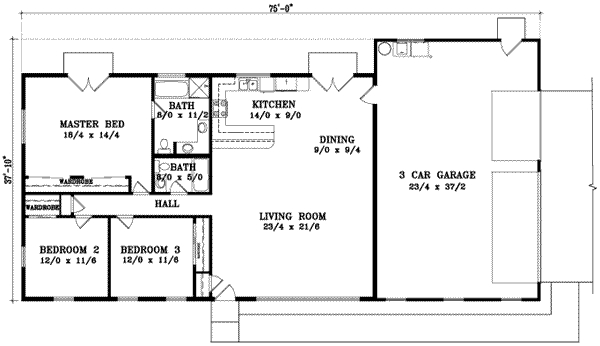 75'-0"
37'-10"
MASTER BED
18/4 x 14/4
BATH
8/0 x 11/2
KITCHEN
14/0 x 9/0
DINING
9/0 x 9/4
3 CAR GARAGE
23/4 x 37/2
BATH
8/0 x 5/0
WARDROBE
HALL
WARDROBE
LIVING ROOM
23/4 x 21/6
BEDROOM 2
12/0 x 11/6
BEDROOM 3
12/0 x 11/6